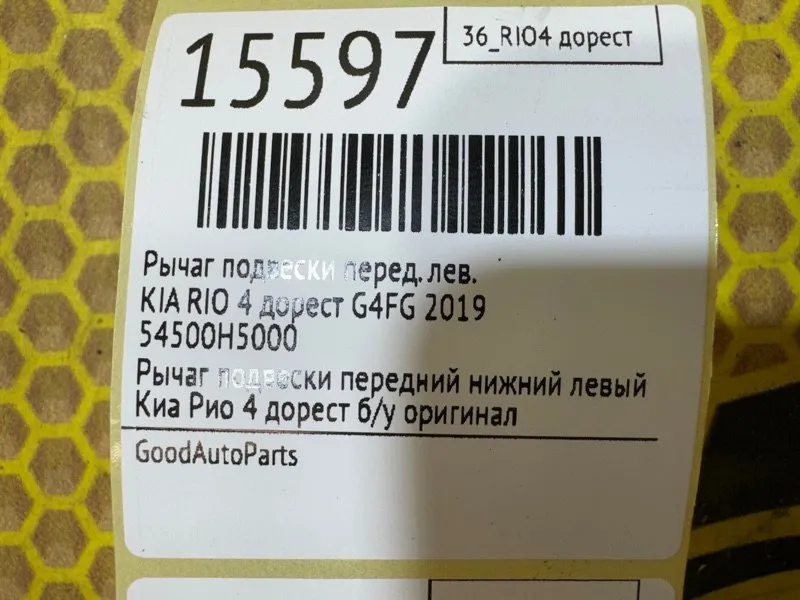 15597
36_RIO4 дорест
Рычаг подвески перед. лев.
KIA RIO 4 дорест G4FG 2019
54500H5000
Рычаг подвески передний нижний левый
Киа Рио 4 дорест б/у оригинал
GoodAutoParts